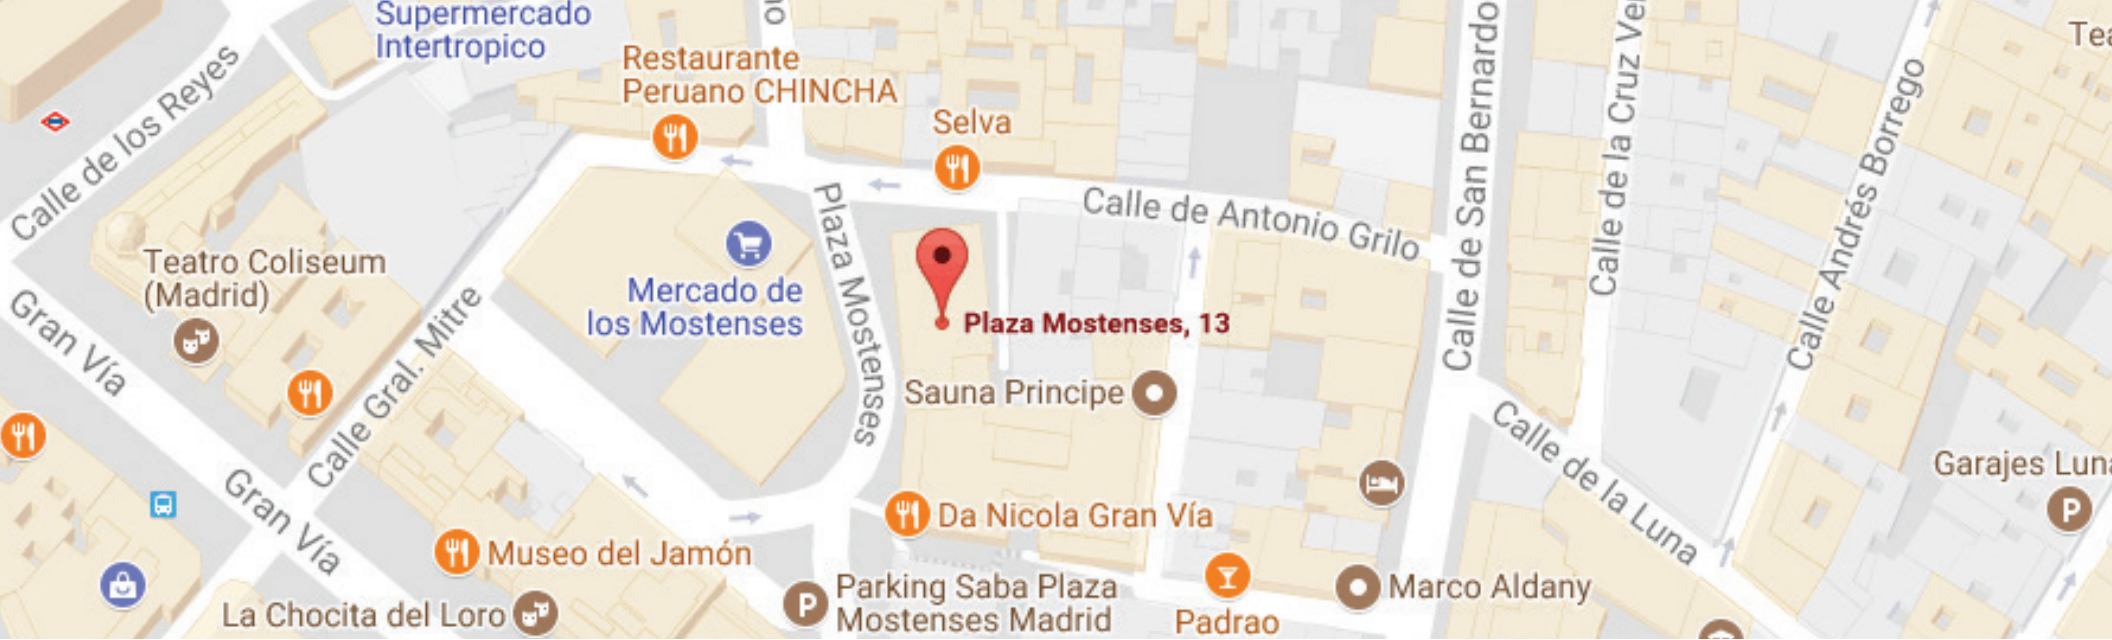 Supermercado
Intertropico
Restaurante
Peruano CHINCHA
Selva
Calle de los Reyes
Teatro Coliseum
(Madrid)
Gran Vía
Gran Vía
Calle Gral. Mitre
Mercado de
los Mostenses
Plaza Mostenses
Plaza Mostenses, 13
Calle de Antonio Grilo
Calle de San Bernardo
Calle de la Cruz Ver
Calle Andrés Borrego
Sauna Principe
Calle de la Luna
Garajes Luna
P
Da Nicola Gran Vía
Museo del Jamón
La Chocita del Loro
P
Parking Saba Plaza
Mostenses Madrid
Padrao
Marco Aldany